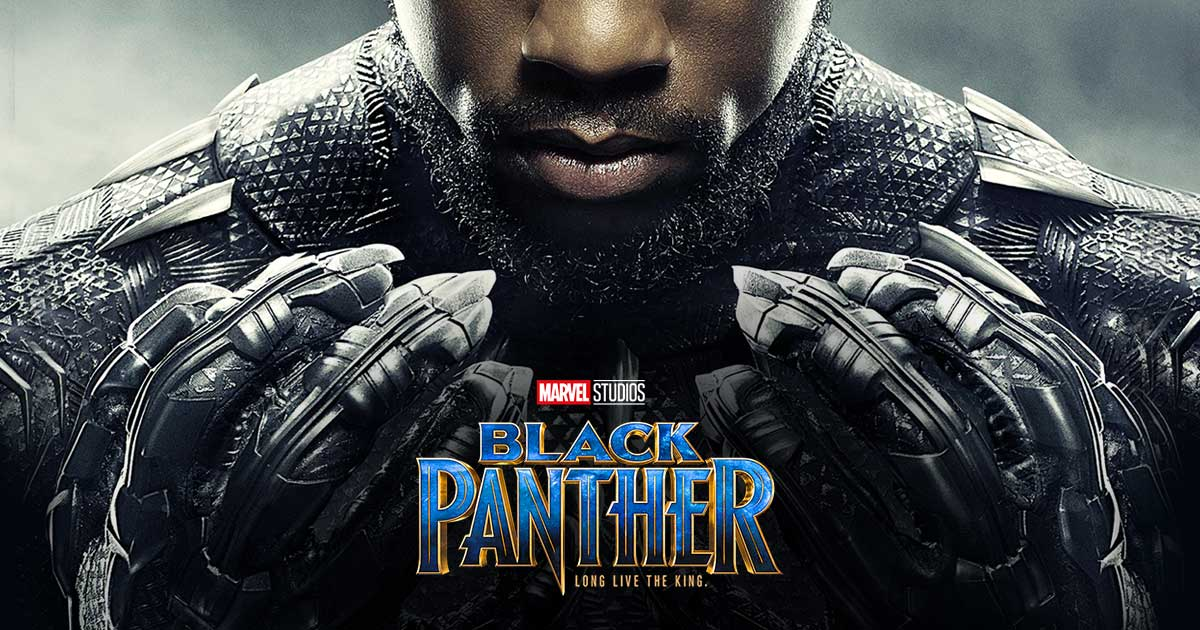 MARVEL STUDIOS
BLACK
PANTHER
LONG LIVE THE KING.